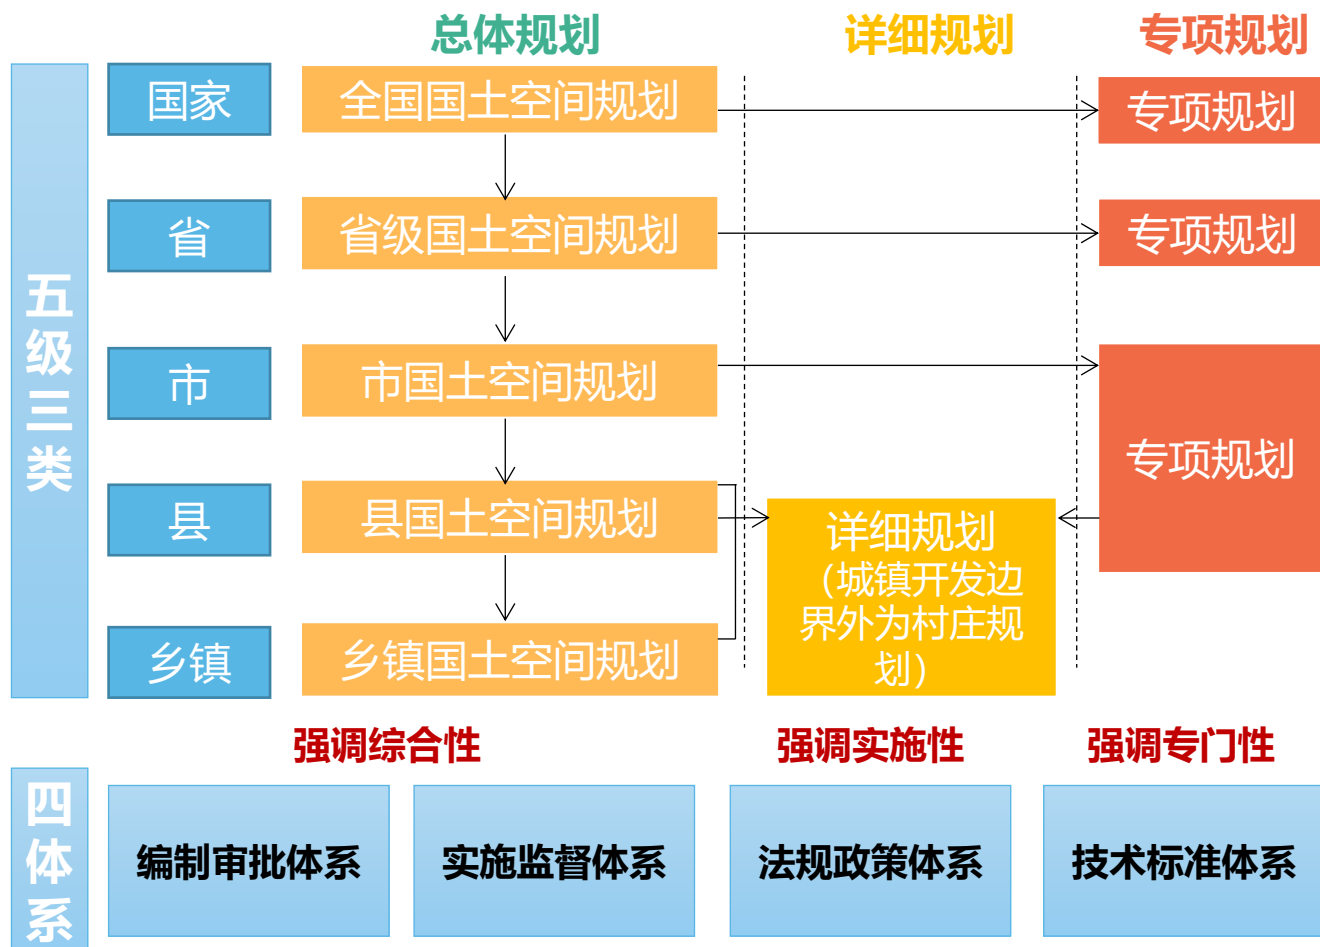 总体规划
详细规划
专项规划
五级三类
国家
全国国土空间规划
专项规划
省
省级国土空间规划
专项规划
市
市国土空间规划
专项规划
县
县国土空间规划
详细规划
（城镇开发边
界外为村庄规
划）
乡镇
乡镇国土空间规划
强调综合性
强调实施性
强调专门性
四体系
编制审批体系
实施监督体系
法规政策体系
技术标准体系